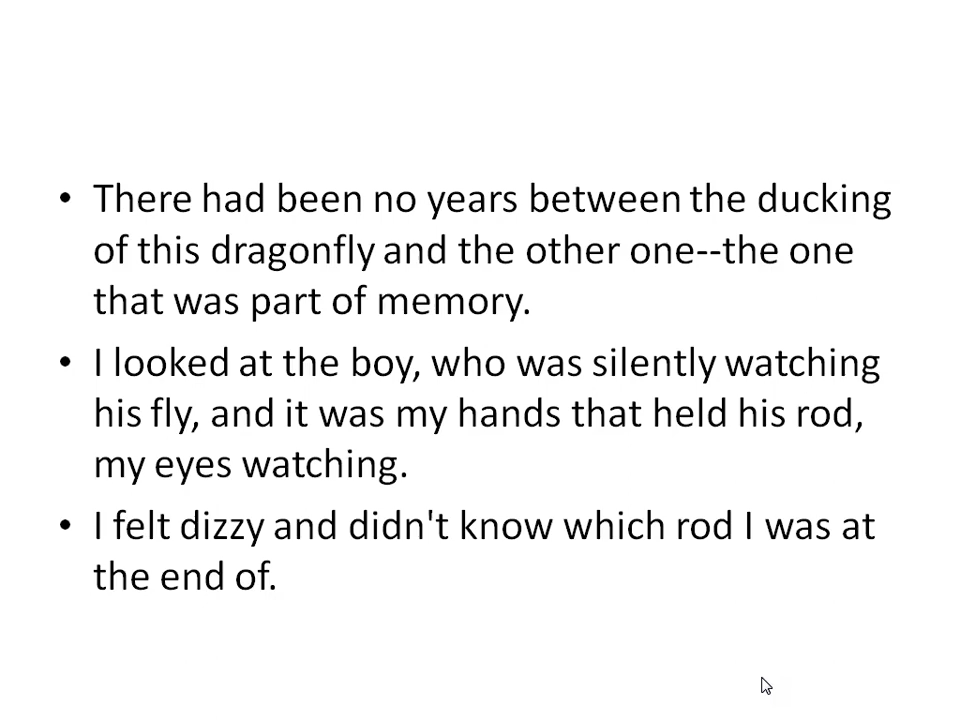 • There had been no years between the ducking
of this dragonfly and the other one--the one
that was part of memory.
• I looked at the boy, who was silently watching
his fly, and it was my hands that held his rod,
my eyes watching.
• I felt dizzy and didn't know which rod I was at
the end of.